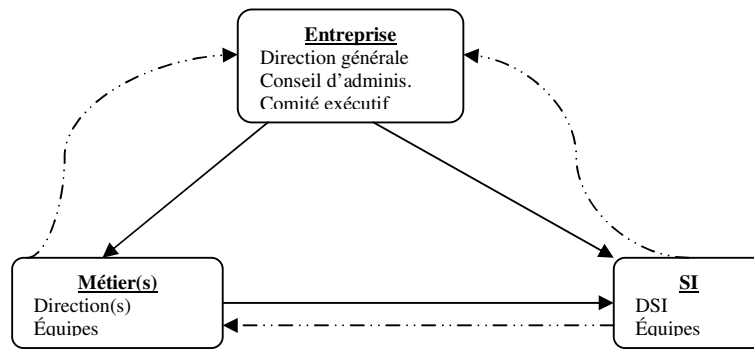 Entreprise
Direction générale
Conseil d’adminis.
Comité exécutif
Métier(s)
Direction(s)
Équipes
SI
DSI
Équipes